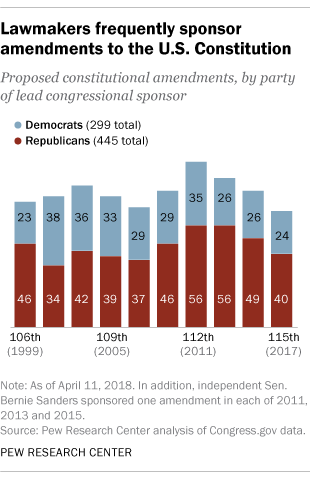 Lawmakers frequently sponsor
amendments to the U.S. Constitution
Proposed constitutional amendments, by party
of lead congressional sponsor
Democrats (299 total)
Republicans (445 total)
23 38 36 33 29 29 35 26 26 24
46 34 42 39 37 46 56 56 49 40
106th 109th 112th 115th
(1999) (2005) (2011) (2017)
Note: As of April 11, 2018. In addition, independent Sen.
Bernie Sanders sponsored one amendment in each of 2011,
2013 and 2015.
Source: Pew Research Center analysis of Congress.gov data.
PEW RESEARCH CENTER